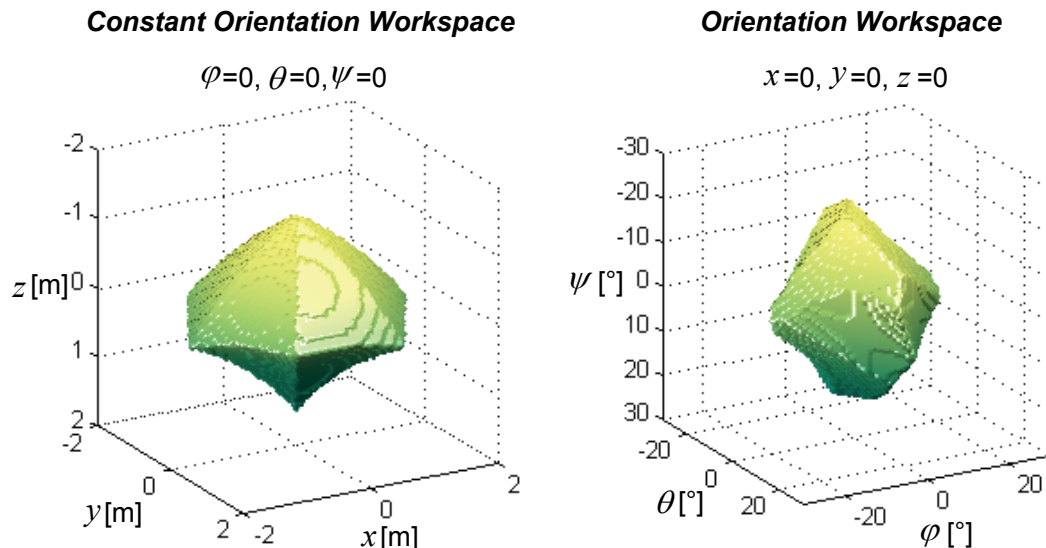 Constant Orientation Workspace
φ=0, θ=0, ψ=0
-2
-1
z[m] 0
1
2
-2
0
2
y[m]
-2
0
2
x[m]
Orientation Workspace
x=0, y=0, z=0
-30
-20
-10
ψ[°] 0
10
20
30
-20
0
20
θ[°]
-20
0
20
φ[°]